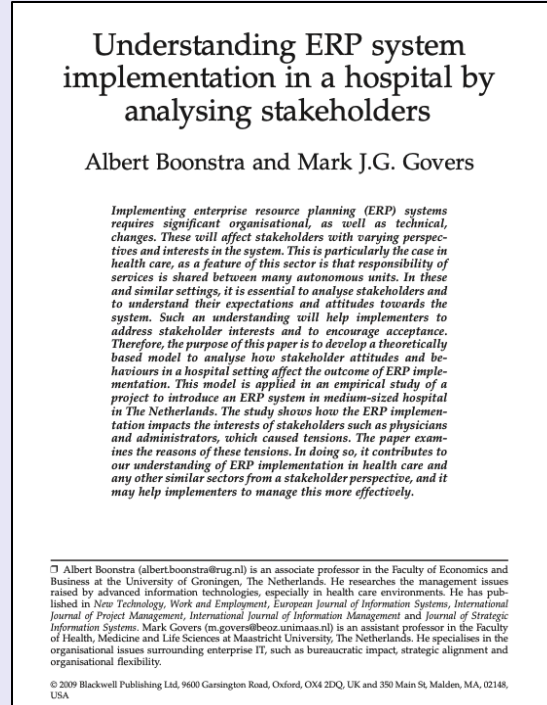 Understanding ERP system
implementation in a hospital by
analysing stakeholders
Albert Boonstra and Mark J.G. Govers
Implementing enterprise resource planning (ERP) systems
requires significant organisational, as well as technical,
changes. These will affect stakeholders with varying perspec-
tives and interests in the system. This is particularly the case in
health care, as a feature of this sector is that responsibility of
services is shared between many autonomous units. In these
and similar settings, it is essential to analyse stakeholders and
to understand their expectations and attitudes towards the
system. Such an understanding will help implementers to
address stakeholder interests and to encourage acceptance.
Therefore, the purpose of this paper is to develop a theoretically
based model to analyse how stakeholder attitudes and be-
haviours in a hospital setting affect the outcome of ERP imple-
mentation. This model is applied in an empirical study of a
project to introduce an ERP system in medium-sized hospital
in The Netherlands. The study shows how the ERP implemen-
tation impacts the interests of stakeholders such as physicians
and administrators, which caused tensions. The paper exam-
ines the reasons of these tensions. In doing so, it contributes to
our understanding of ERP implementation in health care and
any other similar sectors from a stakeholder perspective, and it
may help implementers to manage this more effectively.
❒ Albert Boonstra (albert.boonstra@rug.nl) is an associate professor in the Faculty of Economics and
Business at the University of Groningen, The Netherlands. He researches the management issues
raised by advanced information technologies, especially in health care environments. He has pub-
lished in New Technology, Work and Employment, European Journal of Information Systems, International
Journal of Project Management, International Journal of Information Management and Journal of Strategic
Information Systems. Mark Govers (m.govers@beoz.unimaas.nl) is an assistant professor in the Faculty
of Health, Medicine and Life Sciences at Maastricht University, The Netherlands. He specialises in the
organisational issues surrounding enterprise IT, such as bureaucratic impact, strategic alignment and
organisational flexibility.
© 2009 Blackwell Publishing Ltd, 9600 Garsington Road, Oxford, OX4 2DQ, UK and 350 Main St, Malden, MA, 02148,
USA